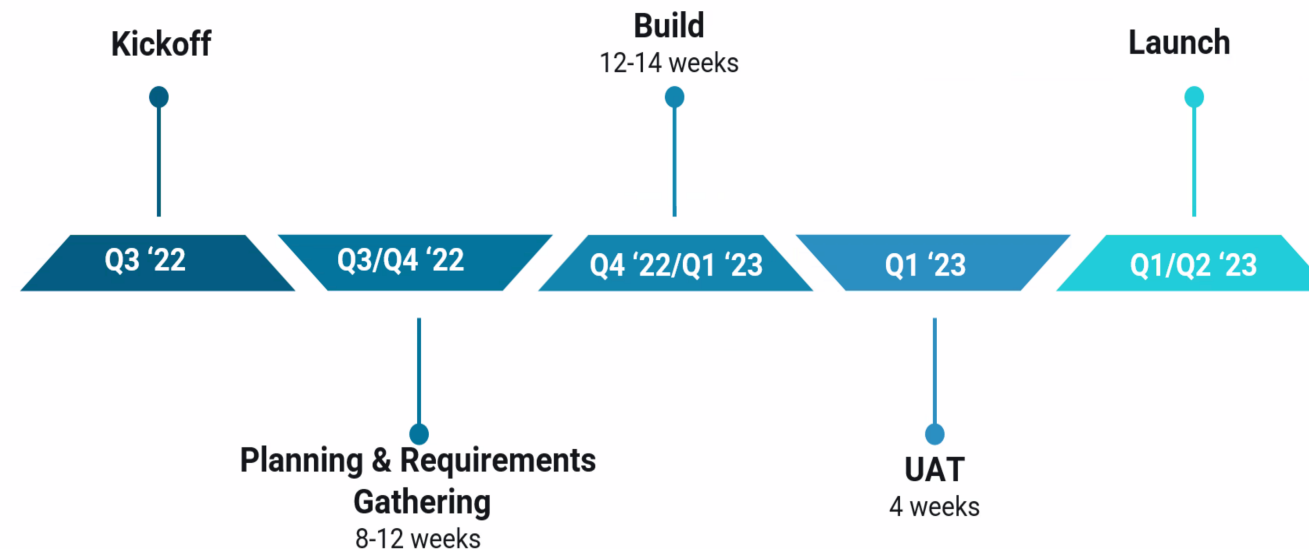 Kickoff
Build
12-14 weeks
Launch
Q3 ‘22
Q3/Q4 ‘22
Q4 ‘22/Q1 ‘23
Q1 ‘23
Q1/Q2 ‘23
Planning & Requirements
Gathering
8-12 weeks
UAT
4 weeks